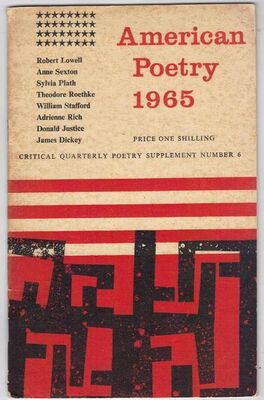 American
Poetry
1965
Robert Lowell
Anne Sexton
Sylvia Plath
Theodore Roethke
William Stafford
Adrienne Rich
Donald Justice
James Dickey
PRICE ONE SHILLING
CRITICAL QUARTERLY POETRY SUPPLEMENT NUMBER 6